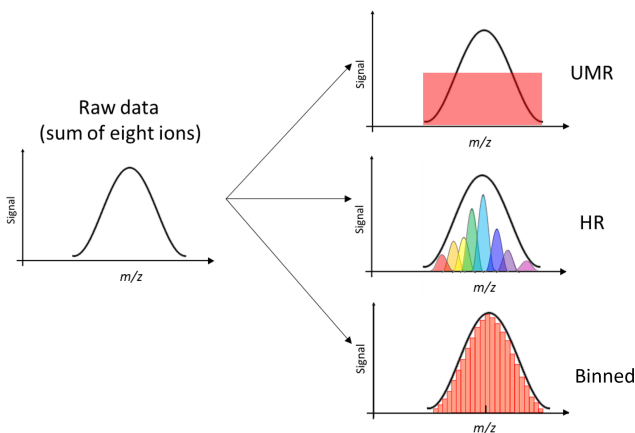 Raw data
(sum of eight ions)
Signal
m/z
Signal
m/z
UMR
Signal
m/z
HR
Signal
m/z
Binned